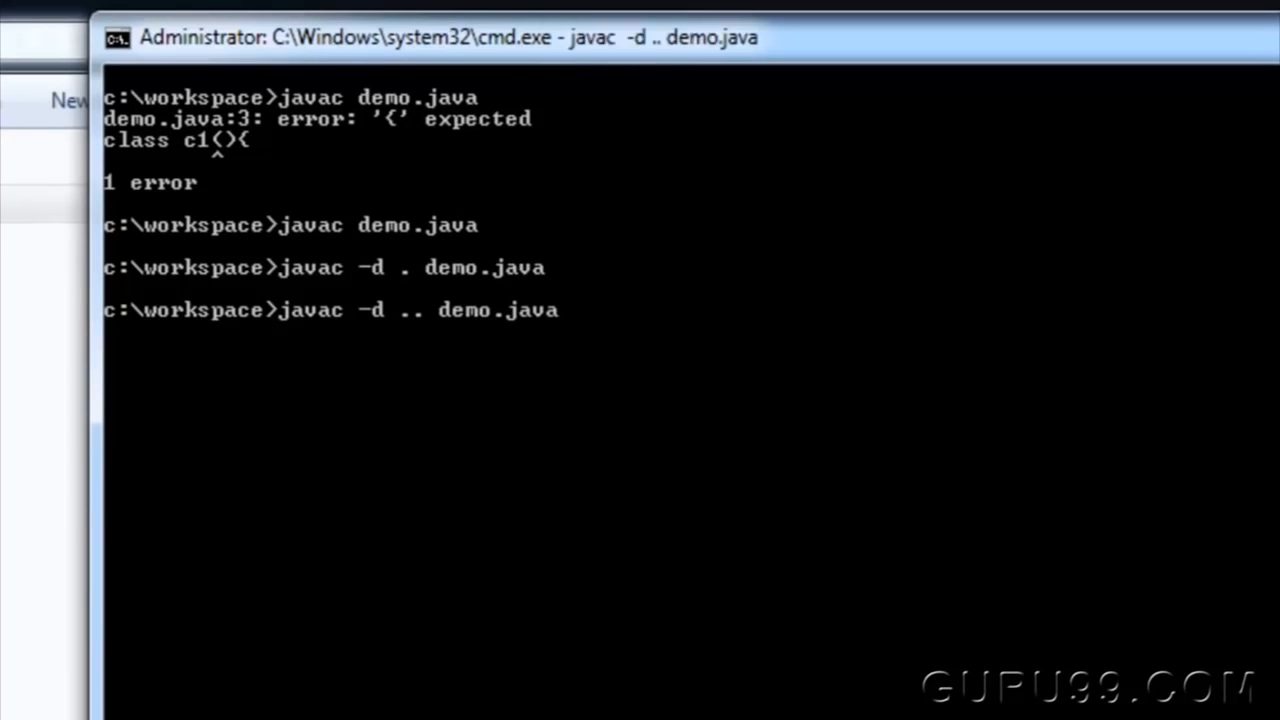 Administrator: C:\Windows\system32\cmd.exe - javac  -d .. demo.java
New
c:\workspace>javac demo.java
demo.java:3: error: '{' expected
class c1(){
^
1 error
c:\workspace>javac demo.java
c:\workspace>javac -d . demo.java
c:\workspace>javac -d .. demo.java
GURU99.COM